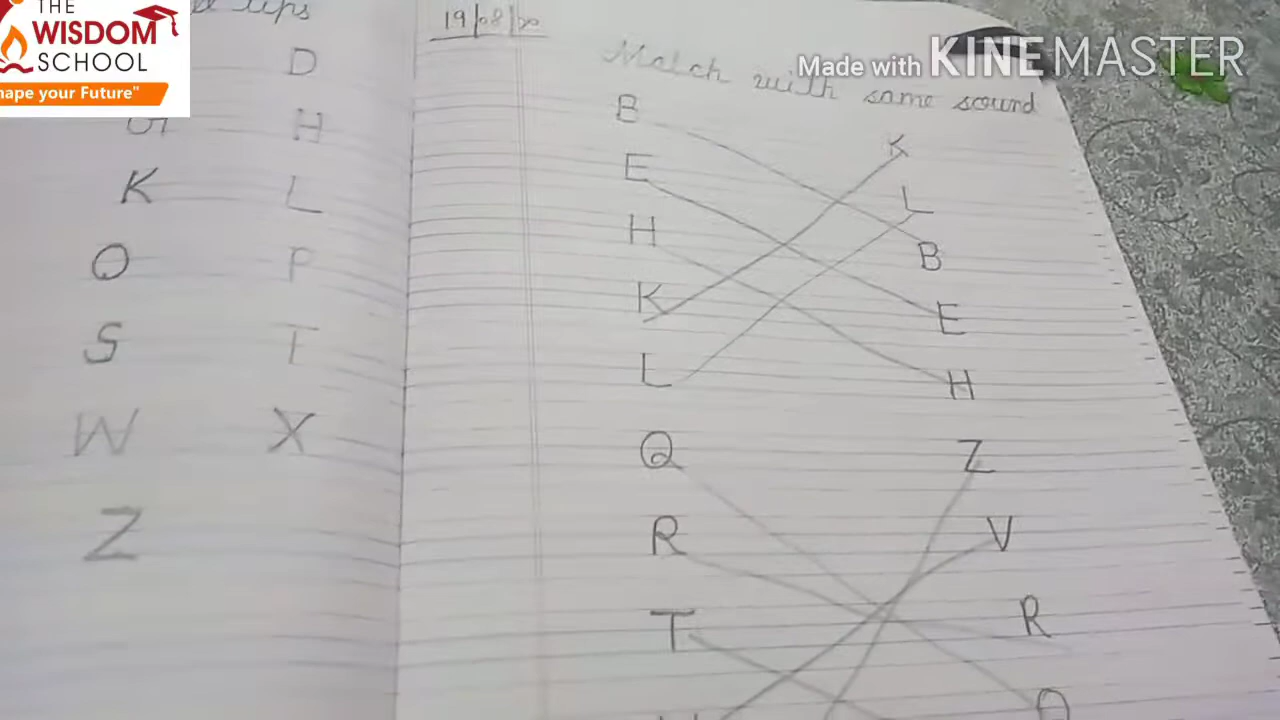 THE
WISDOM
SCHOOL
hape your Future"
Made with KINEMASTER
D
H
K L
O P
S T
W X
Z
19/08/20
Match with same sound
B K
E L
H B
K E
L H
Q Z
R V
T R
Q